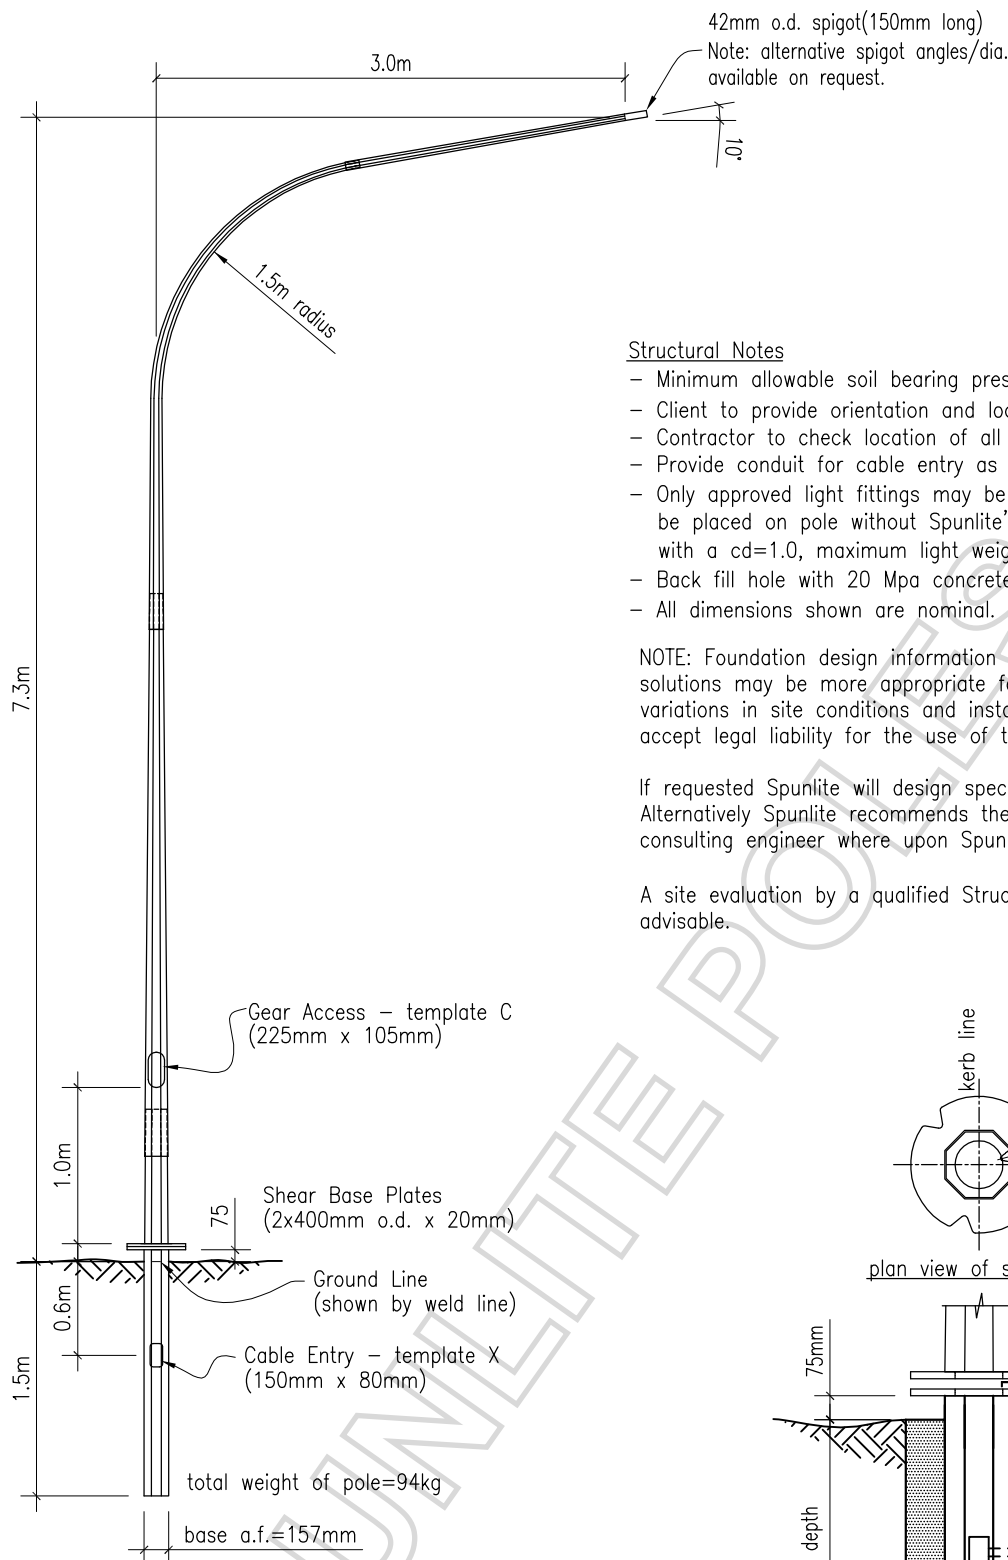 42mm o.d. spigot(150mm long)
Note: alternative spigot angles/dia.
available on request.
3.0m
10°
1.5m radius
7.3m
Structural Notes
– Minimum allowable soil bearing
– Client to provide orientation and
– Contractor to check location of all
– Provide conduit for cable entry as
– Only approved light fittings may be
be placed on pole without Spunlite'
with a cd=1.0, maximum light
– Back fill hole with 20 Mpa concrete
– All dimensions shown are nominal.
NOTE: Foundation design information
solutions may be more appropriate
variations in site conditions and
accept legal liability for the use of
If requested Spunlite will design
Alternatively Spunlite recommends the
consulting engineer where upon
A site evaluation by a qualified
advisable.
Gear Access – template C
(225mm x 105mm)
1.0m
Shear Base Plates
(2x400mm o.d. x 20mm)
75
Ground Line
(shown by weld line)
0.6m
Cable Entry – template X
(150mm x 80mm)
1.5m
total weight of pole=94kg
base a.f.=157mm
kerb line
plan view of
75mm
depth
UNLITE POLES